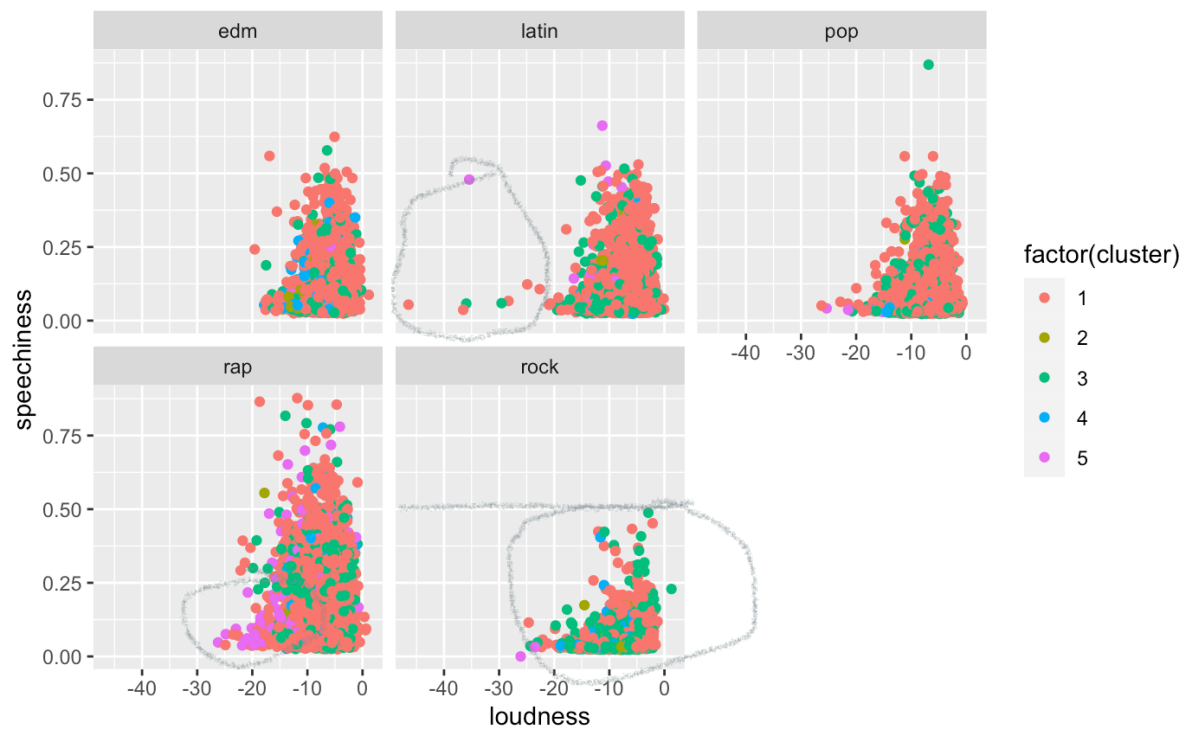 edm latin pop
0.75
0.50
0.25
0.00
-40 -30 -20 -10 0
rap rock
0.75
0.50
0.25
0.00
-40 -30 -20 -10 0 -40 -30 -20 -10 0
loudness
speechiness
factor(cluster)
1
2
3
4
5